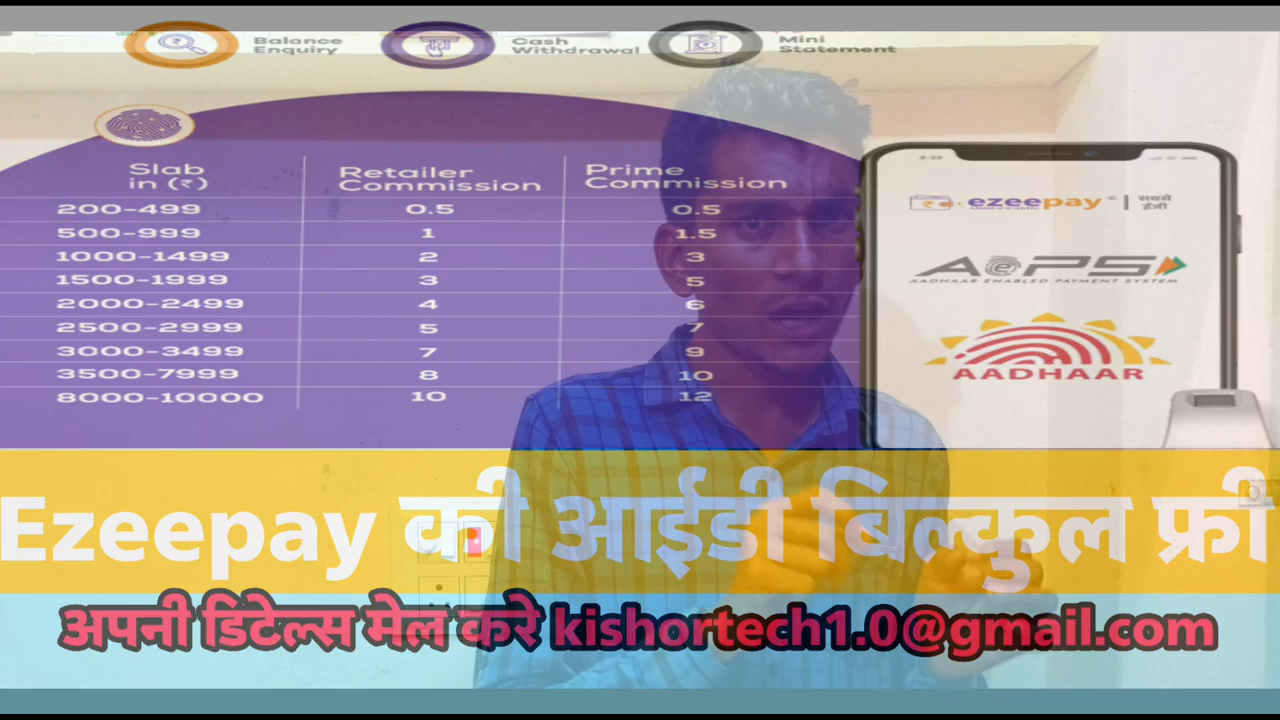 Balance Enquiry
Cash Withdrawal
Mini Statement
Slab in (₹) Retailer Commission Prime Commission
200-499 0.5 0.5
500-999 1 1.5
1000-1499 2 3
1500-1999 3 5
2000-2499 4 6
2500-2999 5 7
3000-3499 7 9
3500-7999 8 10
8000-10000 10 12
ezeepay® | सबसे ईजी
AePS
AADHAAR ENABLED PAYMENT SYSTEM
AADHAAR
Ezeepay की आईडी बिल्कुल फ्री
अपनी डिटेल्स मेल करे kishortech1.0@gmail.com